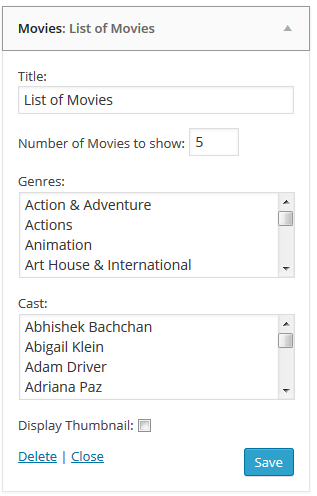 Movies: List of Movies
Title:
List of Movies
Number of Movies to show: 5
Genres:
Action & Adventure
Actions
Animation
Art House & International
Cast:
Abhishek Bachchan
Abigail Klein
Adam Driver
Adriana Paz
Display Thumbnail:
Delete | Close
Save